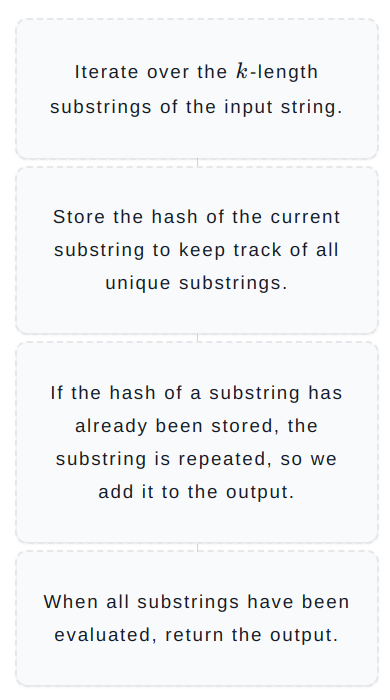 Iterate over the k-length
substrings of the input string.
Store the hash of the current
substring to keep track of all
unique substrings.
If the hash of a substring has
already been stored, the
substring is repeated, so we
add it to the output.
When all substrings have been
evaluated, return the output.